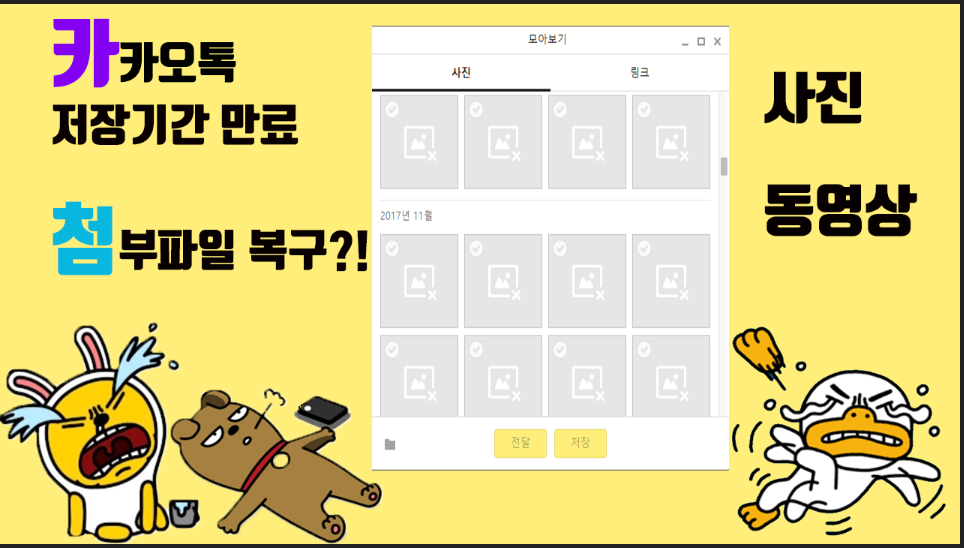 카카오톡
저장기간 만료
첨부파일 복구?!
모아보기
사진
링크
2017년 11월
전달
저장
사진
동영상